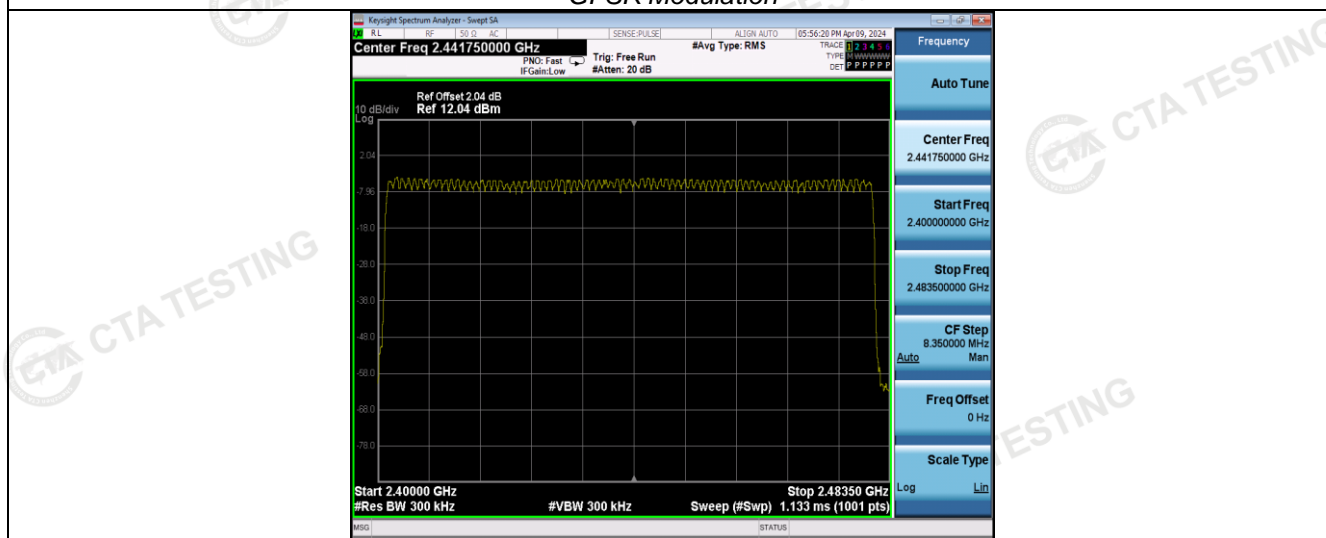 GFSK Modulation
Keysight Spectrum Analyzer - Swept SA
RL RF 50 Ω AC SENSE:PULSE ALIGN AUTO 05:56:20 PM Apr 09, 2024
Center Freq 2.441750000 GHz
#Avg Type: RMS
TRACE 1 2 3 4 5 6
PNO: Fast Trig: Free Run
TYPE M W W W W W
IFGain:Low #Atten: 20 dB
DET P P P P P P
Frequency
Auto Tune
Ref Offset 2.04 dB
10 dB/div Ref 12.04 dBm
Log
2.04
-7.96
-18.0
-28.0
-38.0
-48.0
-58.0
-68.0
-78.0
Start 2.40000 GHz Stop 2.48350 GHz
#Res BW 300 kHz #VBW 300 kHz Sweep (#Swp) 1.133 ms (1001 pts)
Center Freq
2.441750000 GHz
Start Freq
2.400000000 GHz
Stop Freq
2.483500000 GHz
CF Step
8.350000 MHz
Auto Man
Freq Offset
0 Hz
Scale Type
Log Lin
MSG STATUS
CTA TESTING
CTA TESTING
TESTING